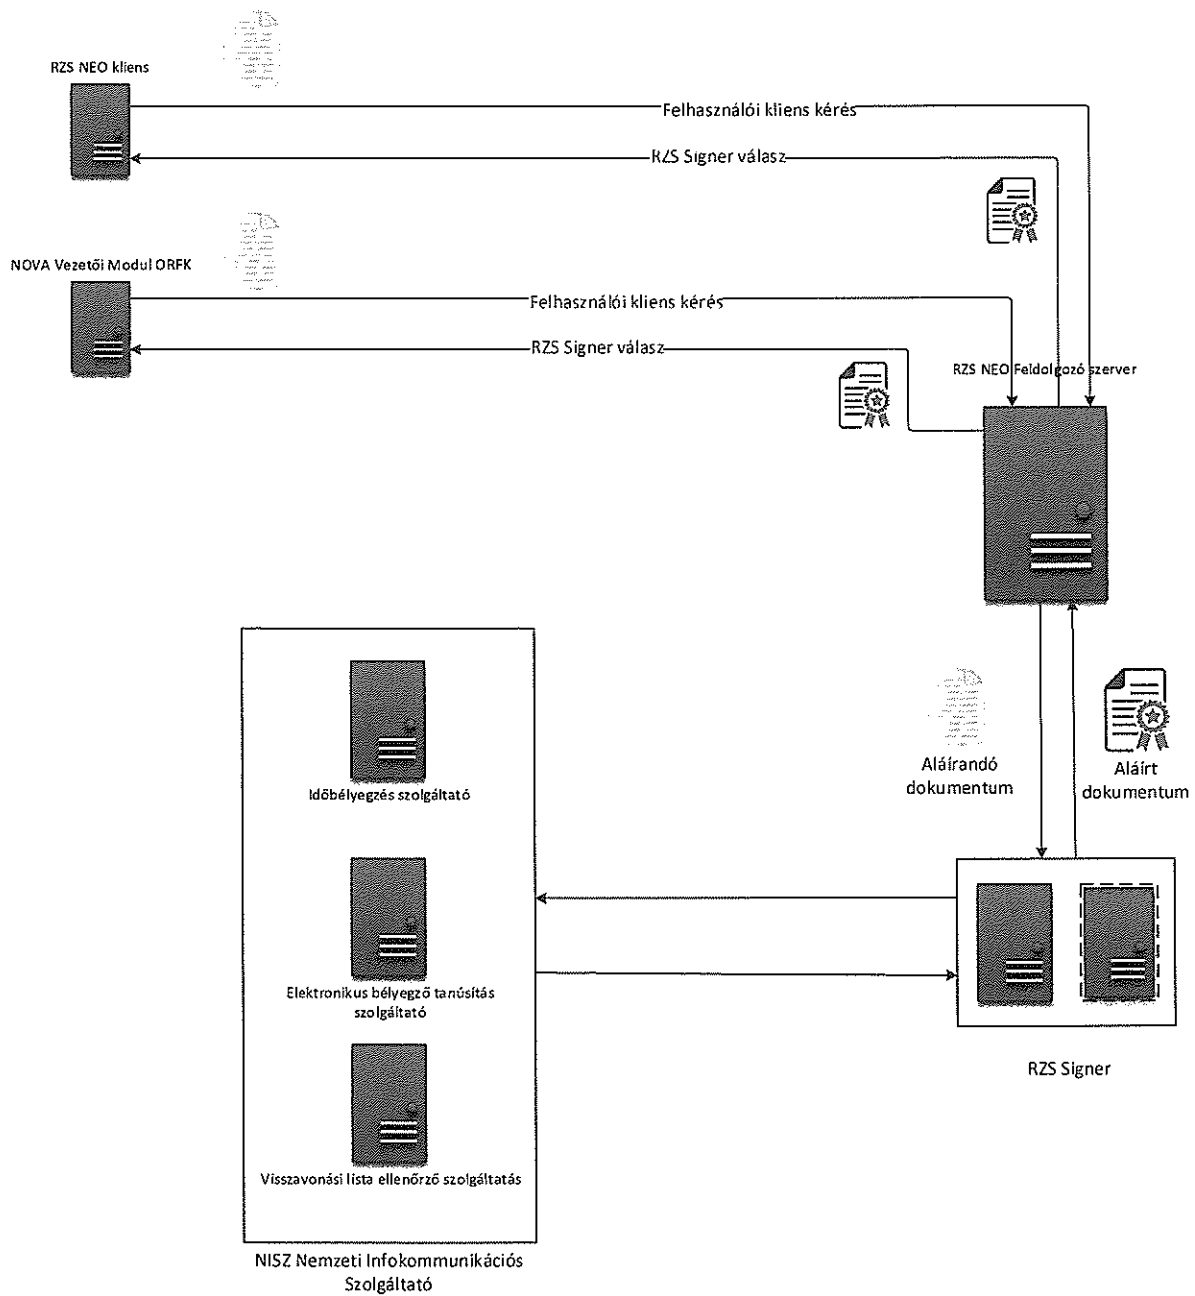 RZS NEO kliens
Felhasználói kliens kérés
RZS Signer válasz
NOVA Vezetői Modul ORFK
Felhasználói kliens kérés
RZS Signer válasz
RZS NEO Feldolgozó szerver
Aláírandó
dokumentum
Aláírt
dokumentum
Időbélyegzés szolgáltató
Elektronikus bélyegző tanúsítás
szolgáltató
Visszavonási lista ellenőrző szolgáltatás
RZS Signer
NISZ Nemzeti Infokommunikációs
Szolgáltató